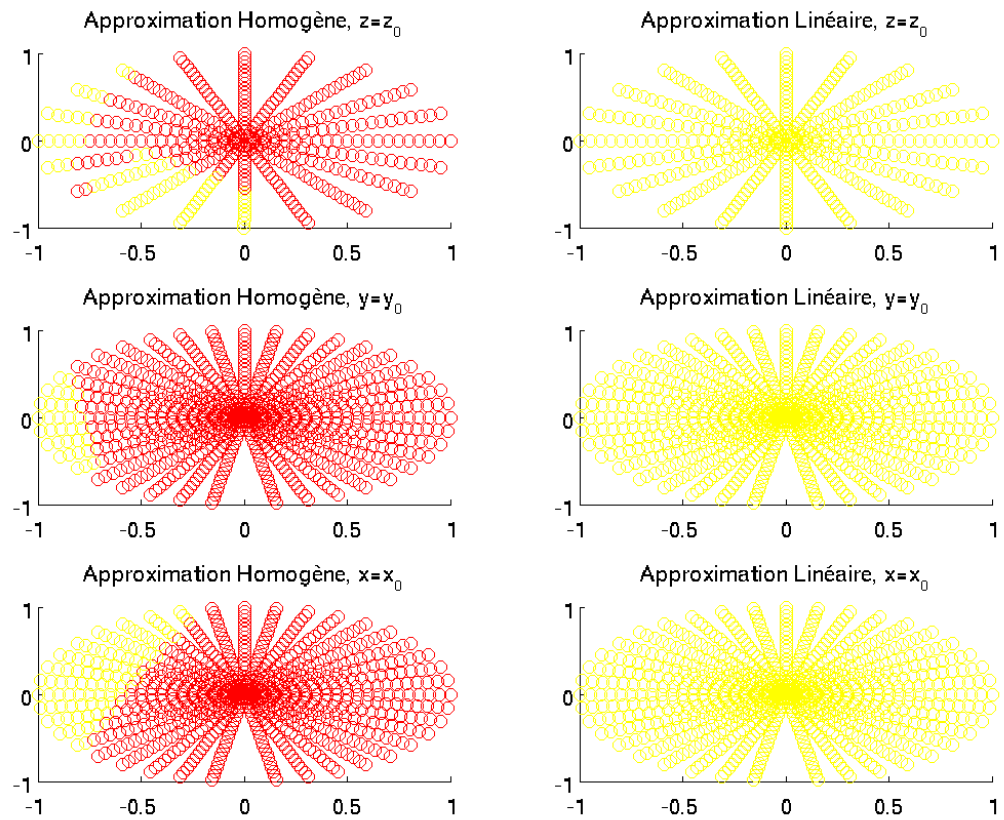 Approximation Homogène, z=z₀
1
0
-1
-1 -0.5 0 0.5 1
Approximation Linéaire, z=z₀
1
0
-1
-1 -0.5 0 0.5 1
Approximation Homogène, y=y₀
1
0
-1
-1 -0.5 0 0.5 1
Approximation Linéaire, y=y₀
1
0
-1
-1 -0.5 0 0.5 1
Approximation Homogène, x=x₀
1
0
-1
-1 -0.5 0 0.5 1
Approximation Linéaire, x=x₀
1
0
-1
-1 -0.5 0 0.5 1